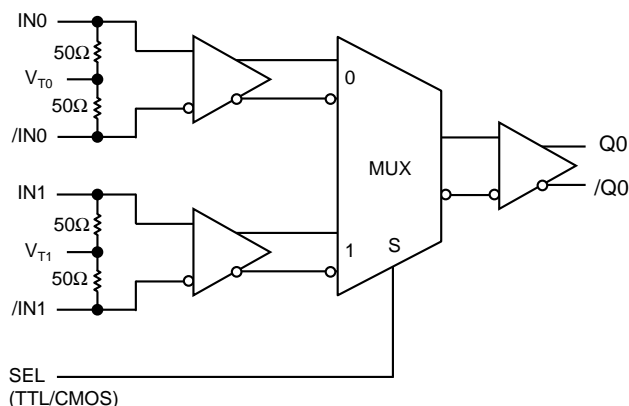 IN0
50Ω
VT0
50Ω
/IN0
0
MUX
Q0
/Q0
IN1
50Ω
VT1
50Ω
/IN1
1
S
SEL
(TTL/CMOS)